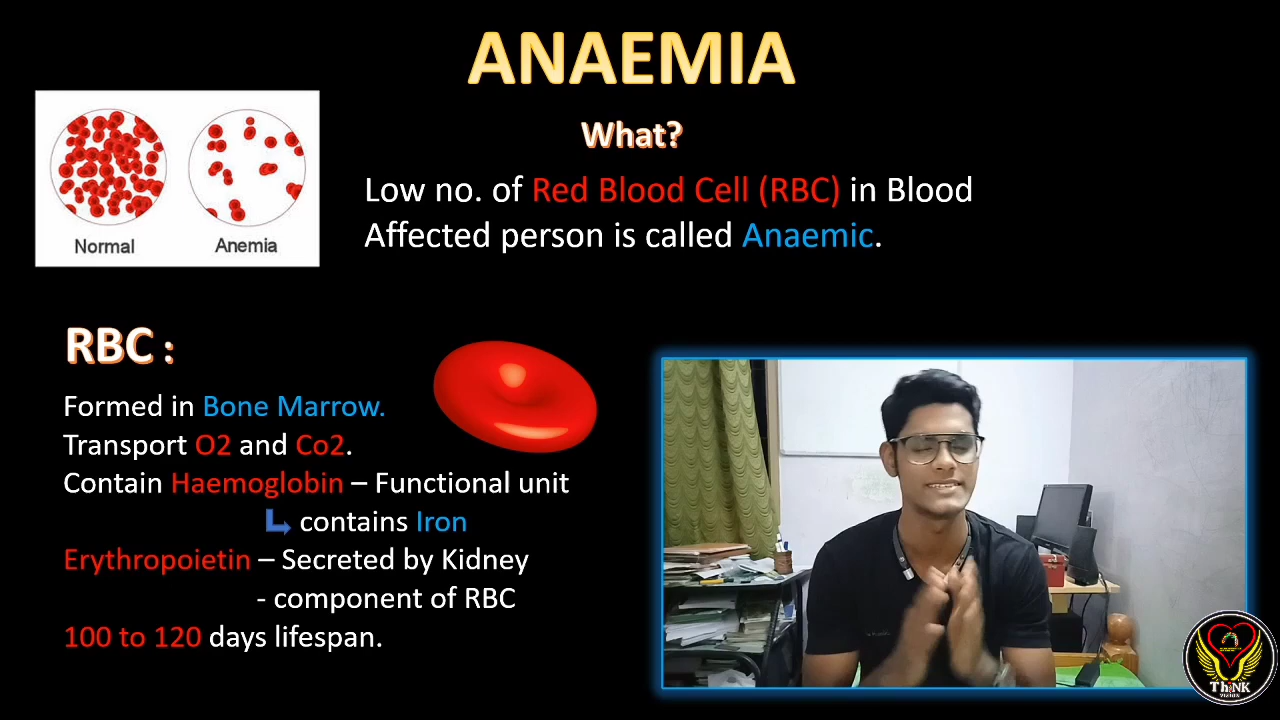 ANAEMIA
What?
Low no. of Red Blood Cell (RBC) in Blood
Affected person is called Anaemic.
Normal
Anemia
RBC :
Formed in Bone Marrow.
Transport O2 and Co2.
Contain Haemoglobin – Functional unit
contains Iron
Erythropoietin – Secreted by Kidney
- component of RBC
100 to 120 days lifespan.
ThiNK
VISION